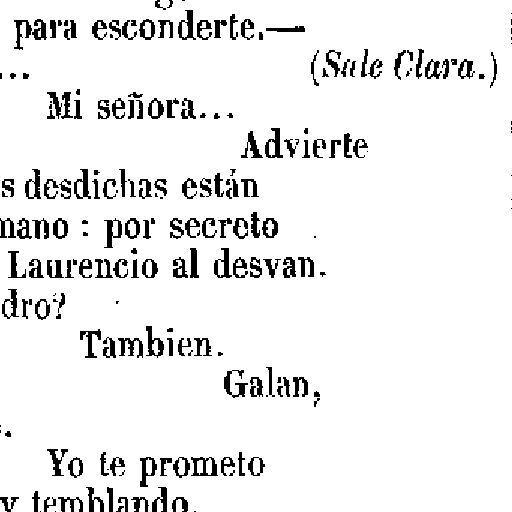 para esconderte.—
... (Sale Clara.)
Mi señora...
Advierte
s desdichas están
mano : por secreto
Laurencio al desvan.
dro?
Tambien.
Galan,
.
Yo te prometo
y temblando.